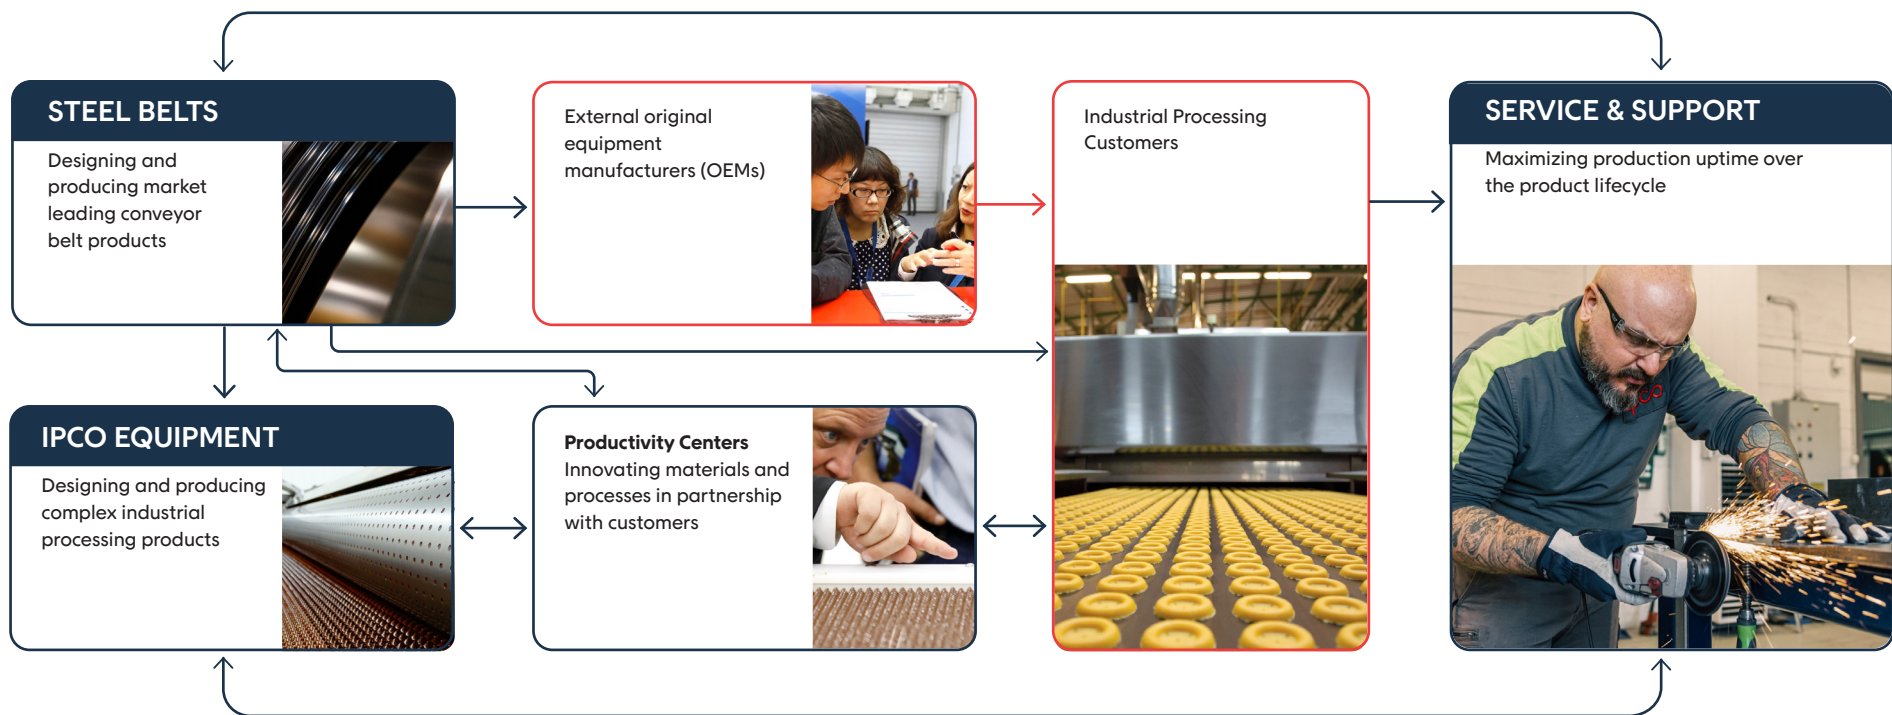 STEEL BELTS
Designing and
producing market
leading conveyor
belt products
External original
equipment
manufacturers (OEMs)
Industrial Processing
Customers
SERVICE & SUPPORT
Maximizing production uptime over
the product lifecycle
IPCO EQUIPMENT
Designing and producing
complex industrial
processing products
Productivity Centers
Innovating materials and
processes in partnership
with customers